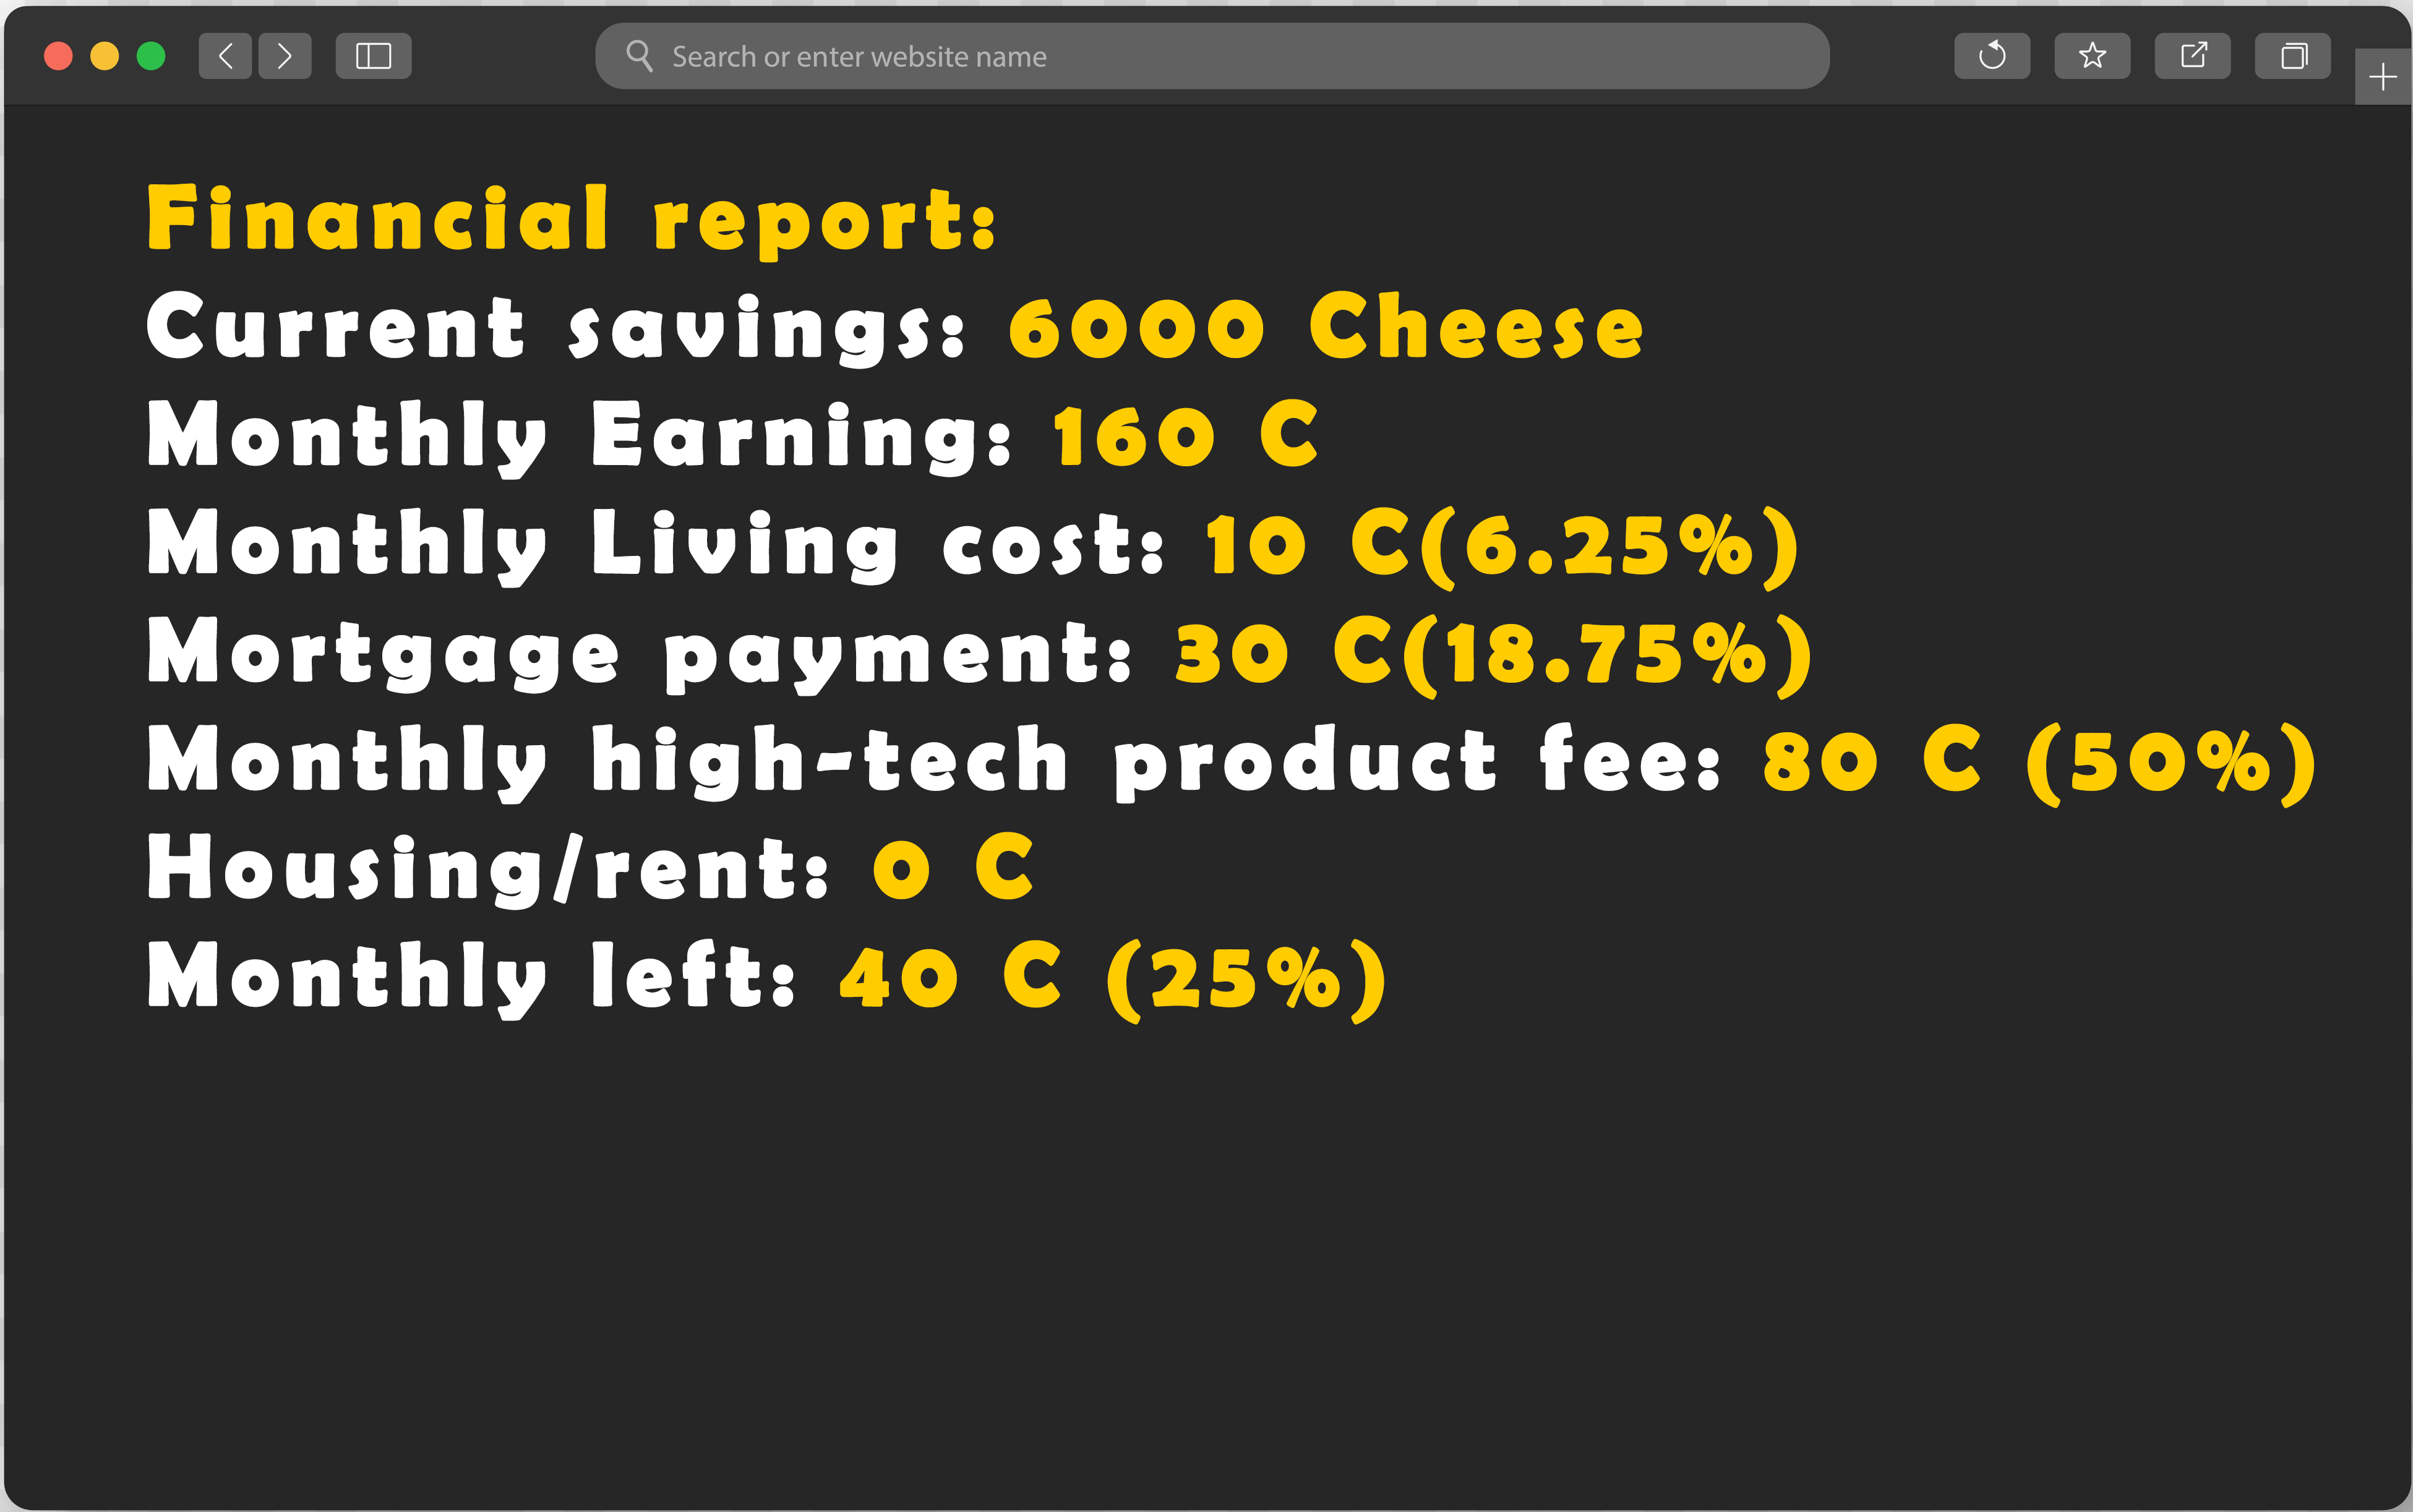 Search or enter website name
Financial report:
Current savings: 6000 Cheese
Monthly Earning: 160 C
Monthly Living cost: 10 C(6.25%)
Mortgage payment: 30 C(18.75%)
Monthly high-tech product fee: 80 C (50%)
Housing/rent: 0 C
Monthly left: 40 C (25%)